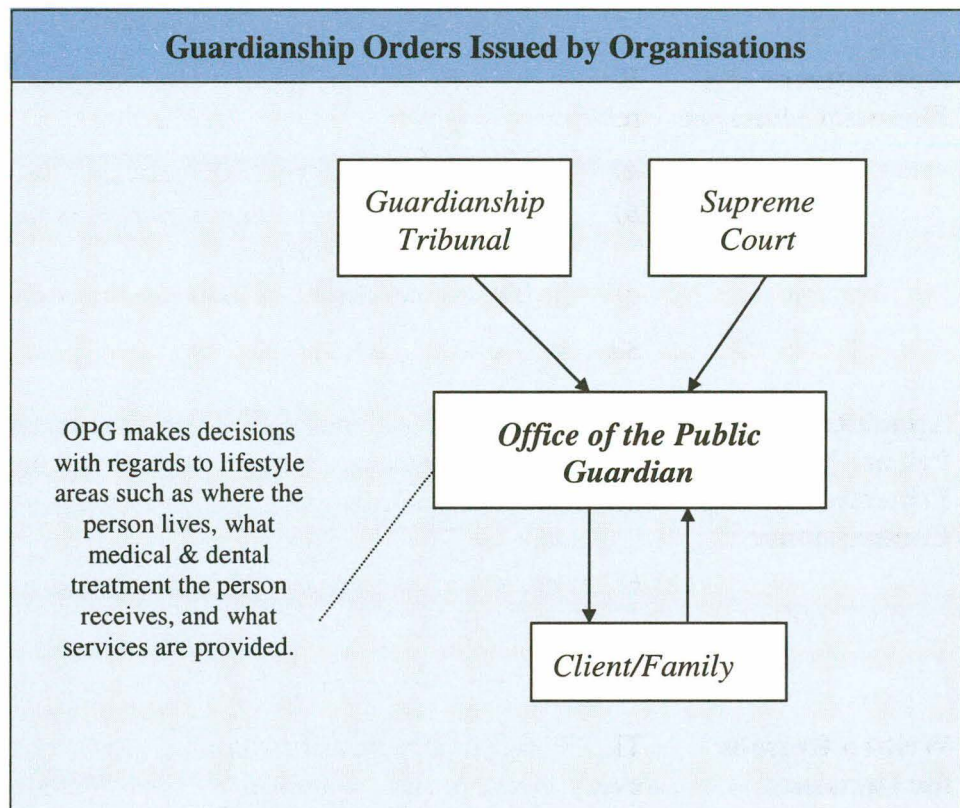 Guardianship Orders Issued by Organisations
Guardianship
Tribunal
Supreme
Court
Office of the Public
Guardian
OPG makes decisions
with regards to lifestyle
areas such as where the
person lives, what
medical & dental
treatment the person
receives, and what
services are provided.
Client/Family